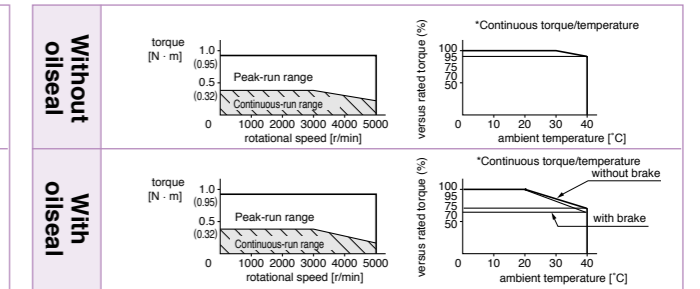 Without
oilseal
torque
[N · m]
1.0
(0.95)
0.5
(0.32)
Peak-run range
Continuous-run range
0 1000 2000 3000 4000 5000
rotational speed [r/min]
*Continuous torque/temperature
versus rated torque (%)
100
95
75
50
0 10 20 30 40
ambient temperature [˚C]
With
oilseal
torque
[N · m]
1.0
(0.95)
0.5
(0.32)
Peak-run range
Continuous-run range
0 1000 2000 3000 4000 5000
rotational speed [r/min]
*Continuous torque/temperature
without brake
versus rated torque (%)
100
95
75
70
50
with brake
0 10 20 30 40
ambient temperature [˚C]